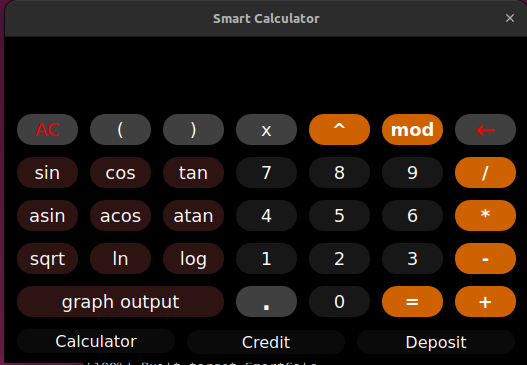 Smart Calculator ×
AC ( ) x ^ mod ←
sin cos tan 7 8 9 /
asin acos atan 4 5 6 *
sqrt ln log 1 2 3 -
graph output . 0 = +
Calculator Credit Deposit